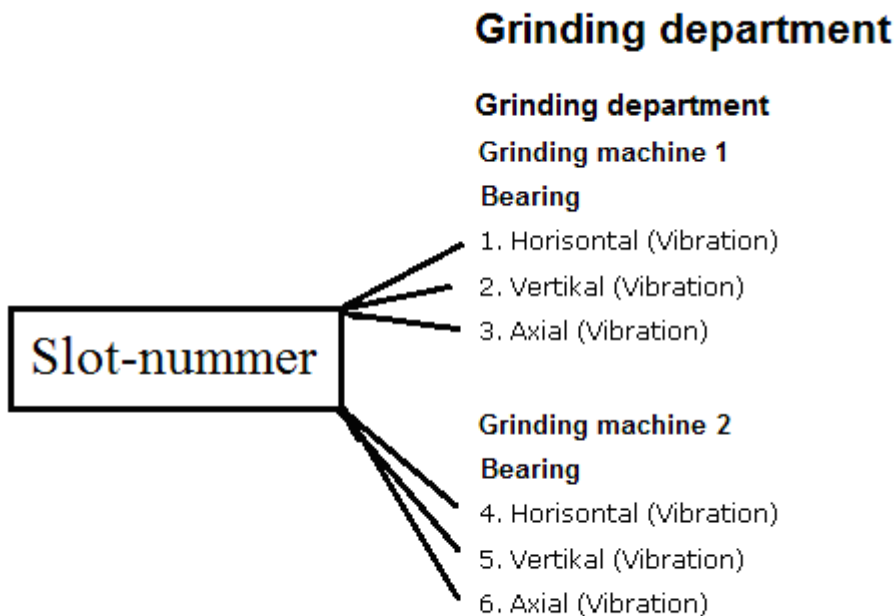 Grinding department
Grinding department
Grinding machine 1
Bearing
1. Horisontal (Vibration)
2. Vertikal (Vibration)
3. Axial (Vibration)
Slot-nummer
Grinding machine 2
Bearing
4. Horisontal (Vibration)
5. Vertikal (Vibration)
6. Axial (Vibration)